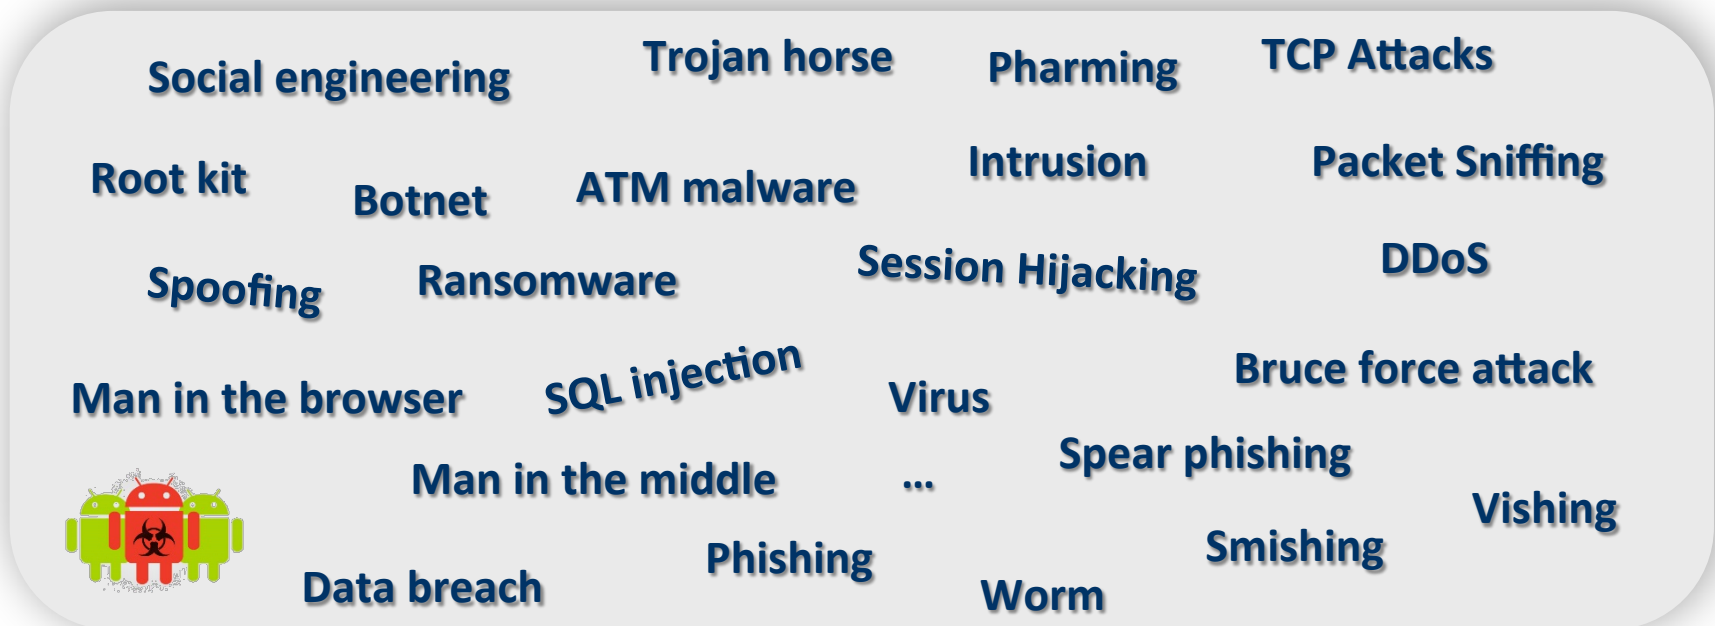 Social engineering
Trojan horse
Pharming
TCP Attacks
Root kit
Botnet
ATM malware
Intrusion
Packet Sniffing
Spoofing
Ransomware
Session Hijacking
DDoS
Man in the browser
SQL injection
Virus
Bruce force attack
Man in the middle
...
Spear phishing
Vishing
Data breach
Phishing
Worm
Smishing